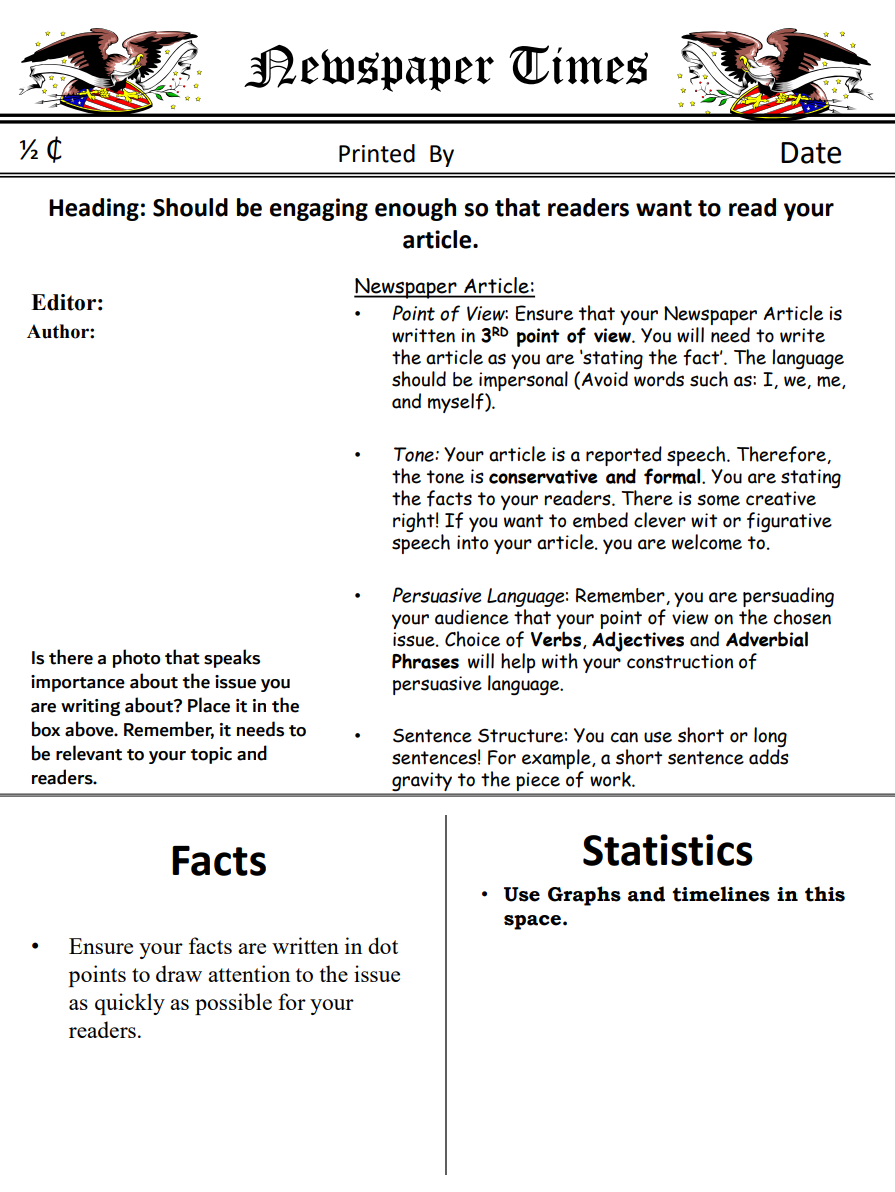 Newspaper Times
½ ₵
Printed By
Date
Heading: Should be engaging enough so that readers want to read your
article.
Editor:
Author:
Is there a photo that speaks
importance about the issue you
are writing about? Place it in the
box above. Remember, it needs to
be relevant to your topic and
readers.
Newspaper Article:
• Point of View: Ensure that your Newspaper Article is
written in 3RD point of view. You will need to write
the article as you are ‘stating the fact’. The language
should be impersonal (Avoid words such as: I, we, me,
and myself).
• Tone: Your article is a reported speech. Therefore,
the tone is conservative and formal. You are stating
the facts to your readers. There is some creative
right! If you want to embed clever wit or figurative
speech into your article. you are welcome to.
• Persuasive Language: Remember, you are persuading
your audience that your point of view on the chosen
issue. Choice of Verbs, Adjectives and Adverbial
Phrases will help with your construction of
persuasive language.
• Sentence Structure: You can use short or long
sentences! For example, a short sentence adds
gravity to the piece of work.
Facts
• Ensure your facts are written in dot
points to draw attention to the issue
as quickly as possible for your
readers.
Statistics
• Use Graphs and timelines in this
space.